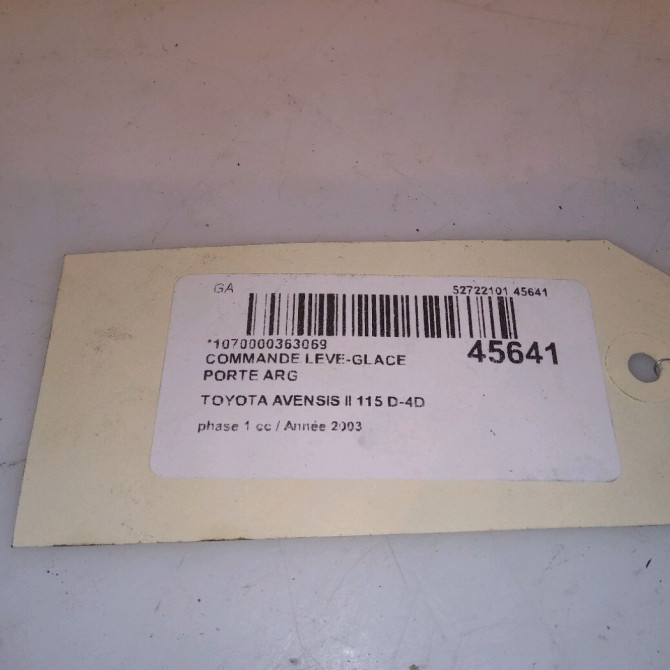 GA 52722101 45641
*1070000363069
45641
COMMANDE LEVE-GLACE
PORTE ARG
TOYOTA AVENSIS II 115 D-4D
phase 1 cc / Année 2003